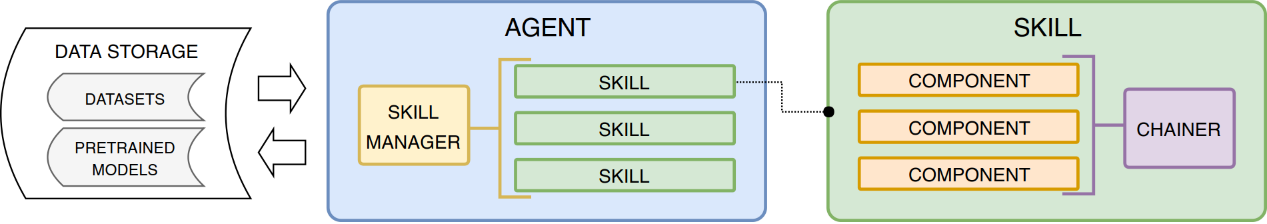 DATA STORAGE
DATASETS
PRETRAINED
MODELS
AGENT
SKILL
MANAGER
SKILL
SKILL
SKILL
SKILL
COMPONENT
COMPONENT
COMPONENT
CHAINER